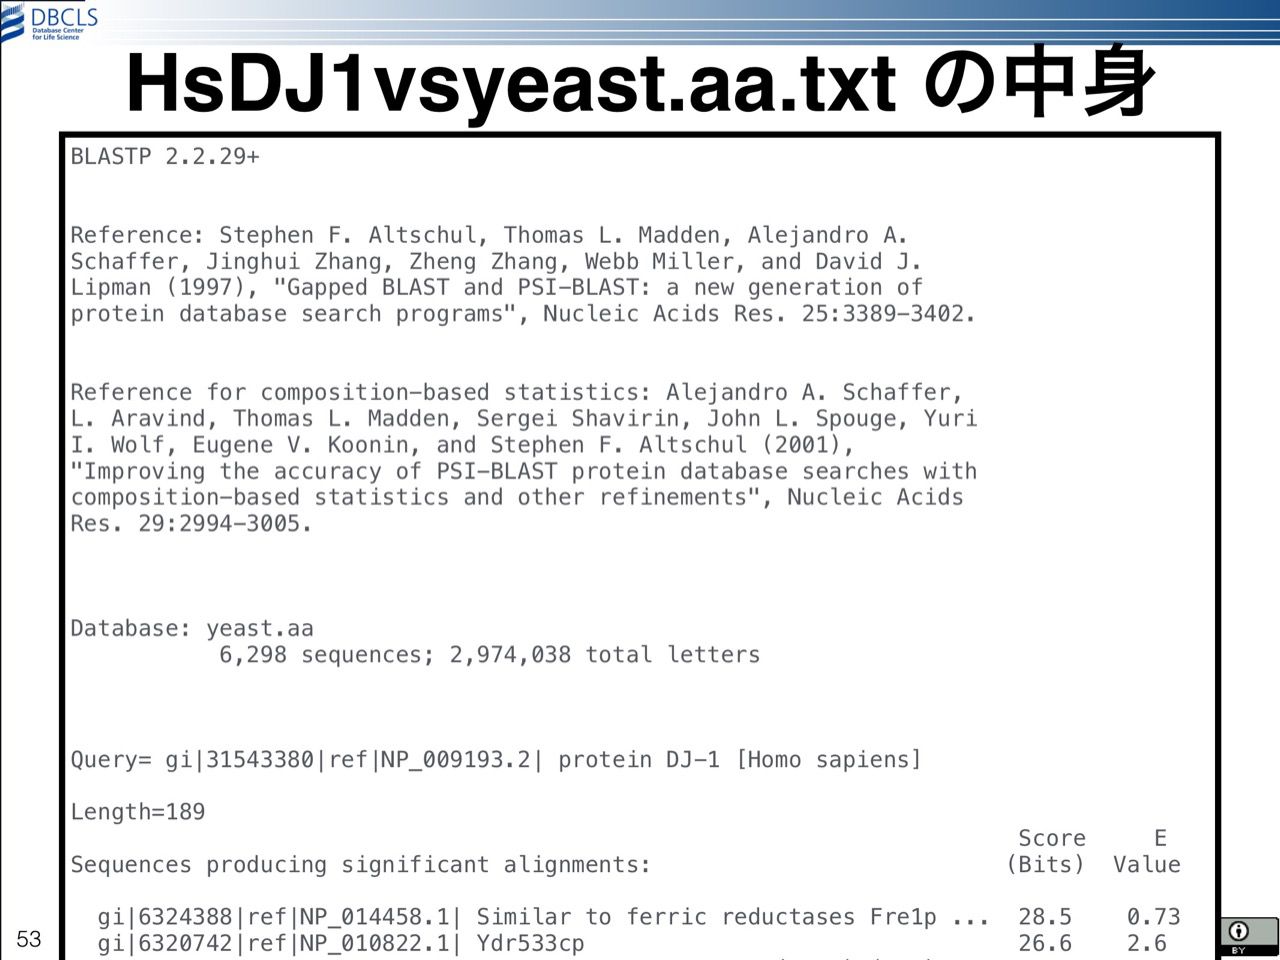 DBCLS
Database Center
for Life Science
HsDJ1vsyeast.aa.txt の中身
BLASTP 2.2.29+
Reference: Stephen F. Altschul, Thomas L. Madden, Alejandro A.
Schaffer, Jinghui Zhang, Zheng Zhang, Webb Miller, and David J.
Lipman (1997), "Gapped BLAST and PSI-BLAST: a new generation of
protein database search programs", Nucleic Acids Res. 25:3389-3402.
Reference for composition-based statistics: Alejandro A. Schaffer,
L. Aravind, Thomas L. Madden, Sergei Shavirin, John L. Spouge, Yuri
I. Wolf, Eugene V. Koonin, and Stephen F. Altschul (2001),
"Improving the accuracy of PSI-BLAST protein database searches with
composition-based statistics and other refinements", Nucleic Acids
Res. 29:2994-3005.
Database: yeast.aa
6,298 sequences; 2,974,038 total letters
Query= gi|31543380|ref|NP_009193.2| protein DJ-1 [Homo sapiens]
Length=189
Score E
Sequences producing significant alignments: (Bits) Value
gi|6324388|ref|NP_014458.1| Similar to ferric reductases Fre1p ... 28.5 0.73
gi|6320742|ref|NP_010822.1| Ydr533cp 26.6 2.6
53
BY